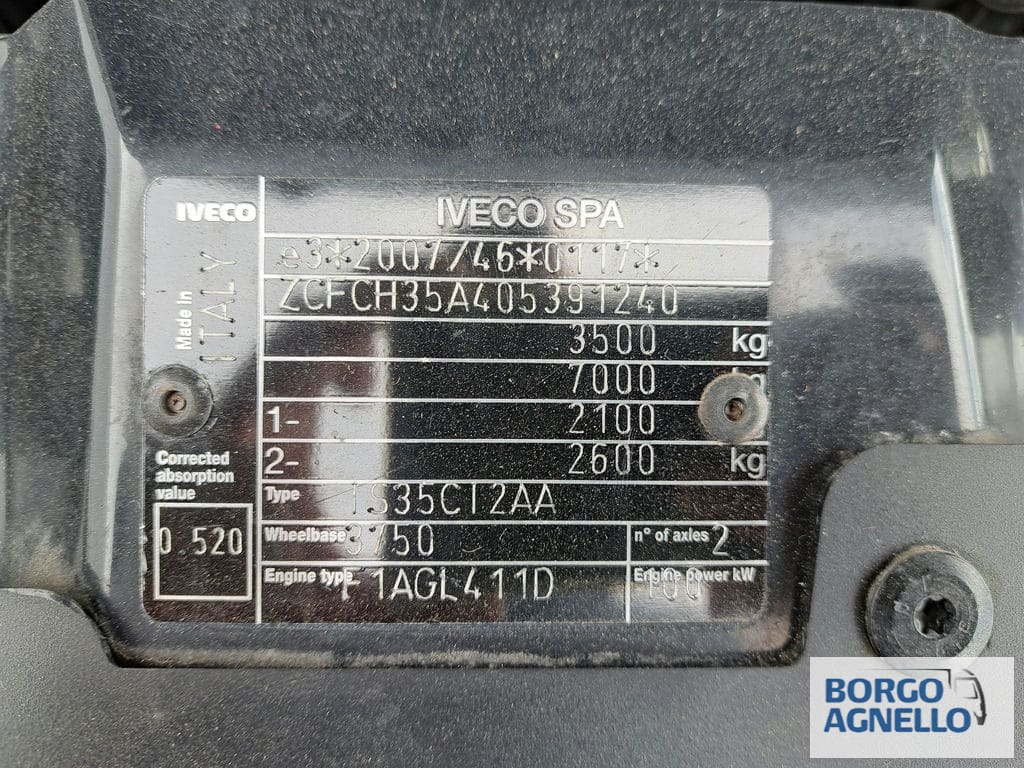 IVECO
IVECO SPA
Made in
ITALY
e3*2007/46*0117*
ZCFCH35A405391240
3500 kg
7000
1- 2100
2- 2600 kg
Type IS35CI2AA
Wheelbase 3750
n° of axles 2
Engine type F1AGL411D
Engine power kW 100
Corrected
absorption
value
0.520
BORGO
AGNELLO